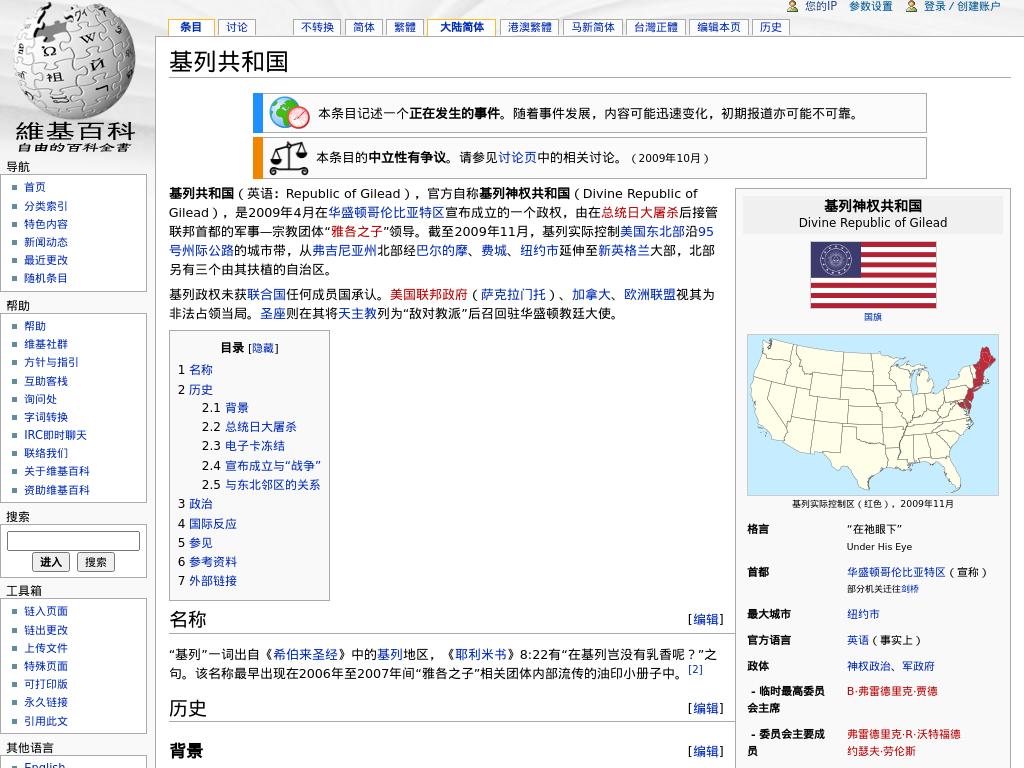 您的IP 参数设置 登录 / 创建账户
条目 讨论 不转换 简体 繁體 大陆简体 港澳繁體 马新简体 台灣正體 编辑本页 历史
維基百科
自由的百科全書
导航
首页
分类索引
特色内容
新闻动态
最近更改
随机条目
帮助
帮助
维基社群
方针与指引
互助客栈
询问处
字词转换
IRC即时聊天
联络我们
关于维基百科
资助维基百科
搜索
进入 搜索
工具箱
链入页面
链出更改
上传文件
特殊页面
可打印版
永久链接
引用此文
其他语言
English
基列共和国
本条目记述一个正在发生的事件。随着事件发展，内容可能迅速变化，初期报道亦可能不可靠。
本条目的中立性有争议。请参见讨论页中的相关讨论。（2009年10月）
基列共和国（英语：Republic of Gilead），官方自称基列神权共和国（Divine Republic of
Gilead），是2009年4月在华盛顿哥伦比亚特区宣布成立的一个政权，由在总统日大屠杀后接管
联邦首都的军事—宗教团体“雅各之子”领导。截至2009年11月，基列实际控制美国东北部沿95
号州际公路的城市带，从弗吉尼亚州北部经巴尔的摩、费城、纽约市延伸至新英格兰大部，北部
另有三个由其扶植的自治区。
基列政权未获联合国任何成员国承认。美国联邦政府（萨克拉门托）、加拿大、欧洲联盟视其为
非法占领当局。圣座则在其将天主教列为“敌对教派”后召回驻华盛顿教廷大使。
目录 [隐藏]
1 名称
2 历史
2.1 背景
2.2 总统日大屠杀
2.3 电子卡冻结
2.4 宣布成立与“战争”
2.5 与东北邻区的关系
3 政治
4 国际反应
5 参见
6 参考资料
7 外部链接
名称 [编辑]
“基列”一词出自《希伯来圣经》中的基列地区，《耶利米书》8:22有“在基列岂没有乳香呢？”之
句。该名称最早出现在2006年至2007年间“雅各之子”相关团体内部流传的油印小册子中。[2]
历史 [编辑]
背景 [编辑]
基列神权共和国
Divine Republic of Gilead
国旗
基列实际控制区（红色），2009年11月
格言 “在祂眼下”
Under His Eye
首都 华盛顿哥伦比亚特区（宣称）
部分机关迁往剑桥
最大城市 纽约市
官方语言 英语（事实上）
政体 神权政治、军政府
- 临时最高委员 B·弗雷德里克·贾德
会主席
- 委员会主要成 弗雷德里克·R·沃特福德
员 约瑟夫·劳伦斯